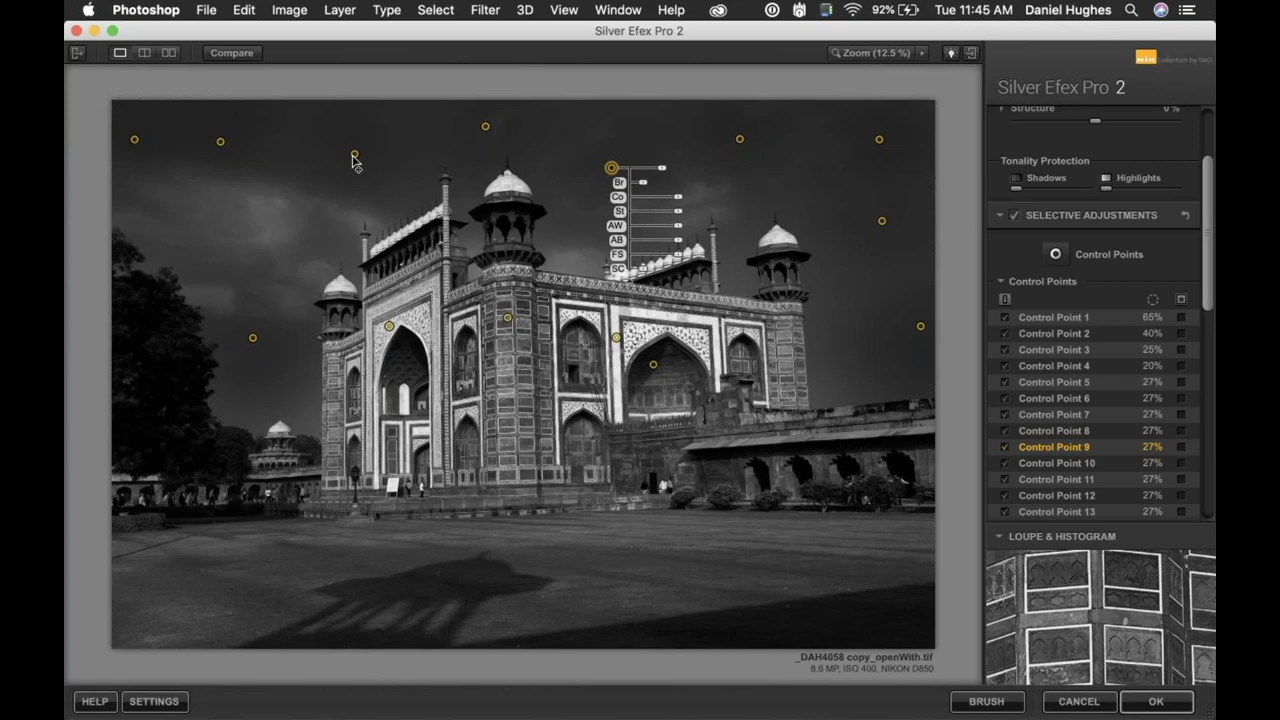 Photoshop File Edit Image Layer Type Select Filter 3D View Window Help 92% Tue 11:45 AM Daniel Hughes
Silver Efex Pro 2
Compare
Zoom (12.5 %)
Collection by DxO
Silver Efex Pro 2
Structure 0 %
Tonality Protection
Shadows Highlights
SELECTIVE ADJUSTMENTS
Control Points
Control Points
Control Point 1 65%
Control Point 2 40%
Control Point 3 25%
Control Point 4 20%
Control Point 5 27%
Control Point 6 27%
Control Point 7 27%
Control Point 8 27%
Control Point 9 27%
Control Point 10 27%
Control Point 11 27%
Control Point 12 27%
Control Point 13 27%
LOUPE & HISTOGRAM
Br
Co
St
AW
AB
FS
SC
_DAH4058 copy_openWith.tif
8.6 MP, ISO 400, NIKON D850
HELP SETTINGS BRUSH CANCEL OK